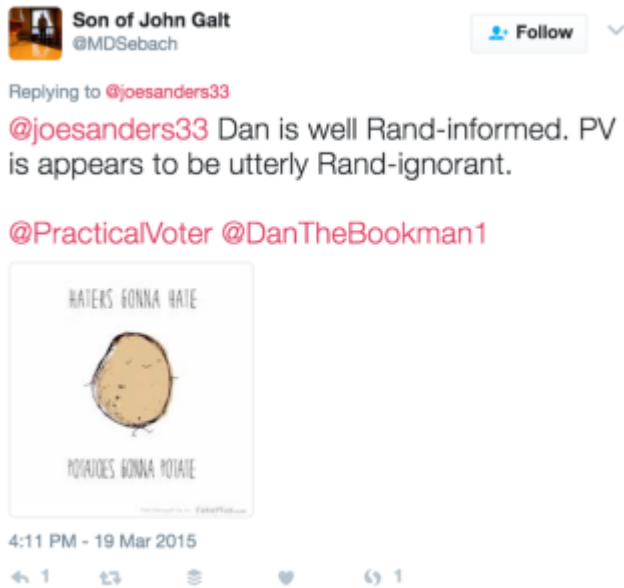 Son of John Galt
@MDSebach
Follow
Replying to @joesanders33
@joesanders33 Dan is well Rand-informed. PV
is appears to be utterly Rand-ignorant.
@PracticalVoter @DanTheBookman1
HATERS GONNA HATE
POTATOES GONNA POTATE
4:11 PM - 19 Mar 2015
1
1